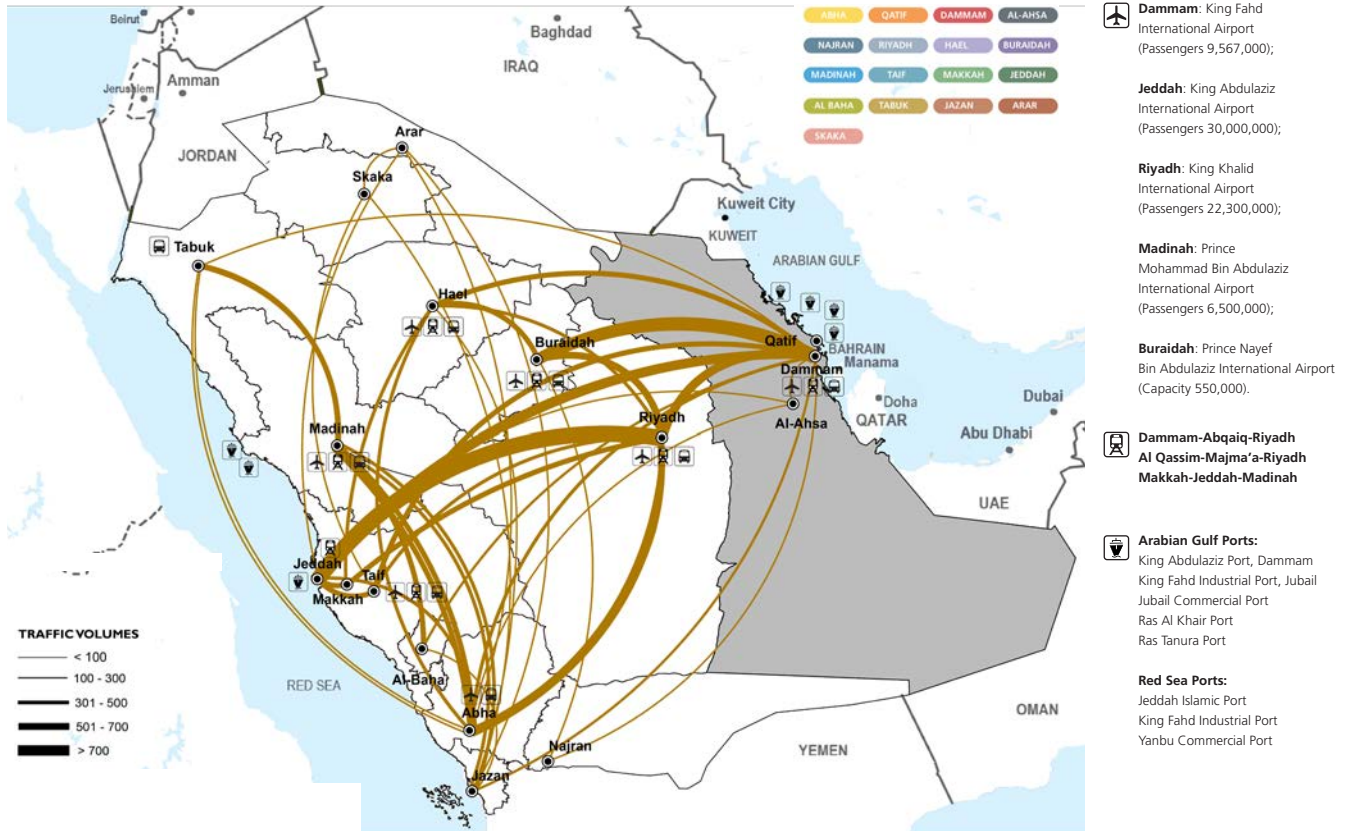 Beirut
Baghdad
IRAQ
Amman
Jerusalem
JORDAN
Arar
Skaka
Tabuk
Kuwait City
KUWAIT
ARABIAN GULF
Hael
Buraidah
Qatif
BAHRAIN
Manama
Dammam
Doha
QATAR
Dubai
Abu Dhabi
Al-Ahsa
Riyadh
Madinah
UAE
Jeddah
Taif
Makkah
Al-Baha
RED SEA
Abha
Najran
Jazan
YEMEN
OMAN
TRAFFIC VOLUMES
< 100
100 - 300
301 - 500
501 - 700
> 700
ABHA QATIF DAMMAM AL-AHSA
NAJRAN RIYADH HAEL BURAIDAH
MADINAH TAIF MAKKAH JEDDAH
AL BAHA TABUK JAZAN ARAR
SKAKA
Dammam: King Fahd
International Airport
(Passengers 9,567,000);
Jeddah: King Abdulaziz
International Airport
(Passengers 30,000,000);
Riyadh: King Khalid
International Airport
(Passengers 22,300,000);
Madinah: Prince
Mohammad Bin Abdulaziz
International Airport
(Passengers 6,500,000);
Buraidah: Prince Nayef
Bin Abdulaziz International Airport
(Capacity 550,000).
Dammam-Abqaiq-Riyadh
Al Qassim-Majma’a-Riyadh
Makkah-Jeddah-Madinah
Arabian Gulf Ports:
King Abdulaziz Port, Dammam
King Fahd Industrial Port, Jubail
Jubail Commercial Port
Ras Al Khair Port
Ras Tanura Port
Red Sea Ports:
Jeddah Islamic Port
King Fahd Industrial Port
Yanbu Commercial Port